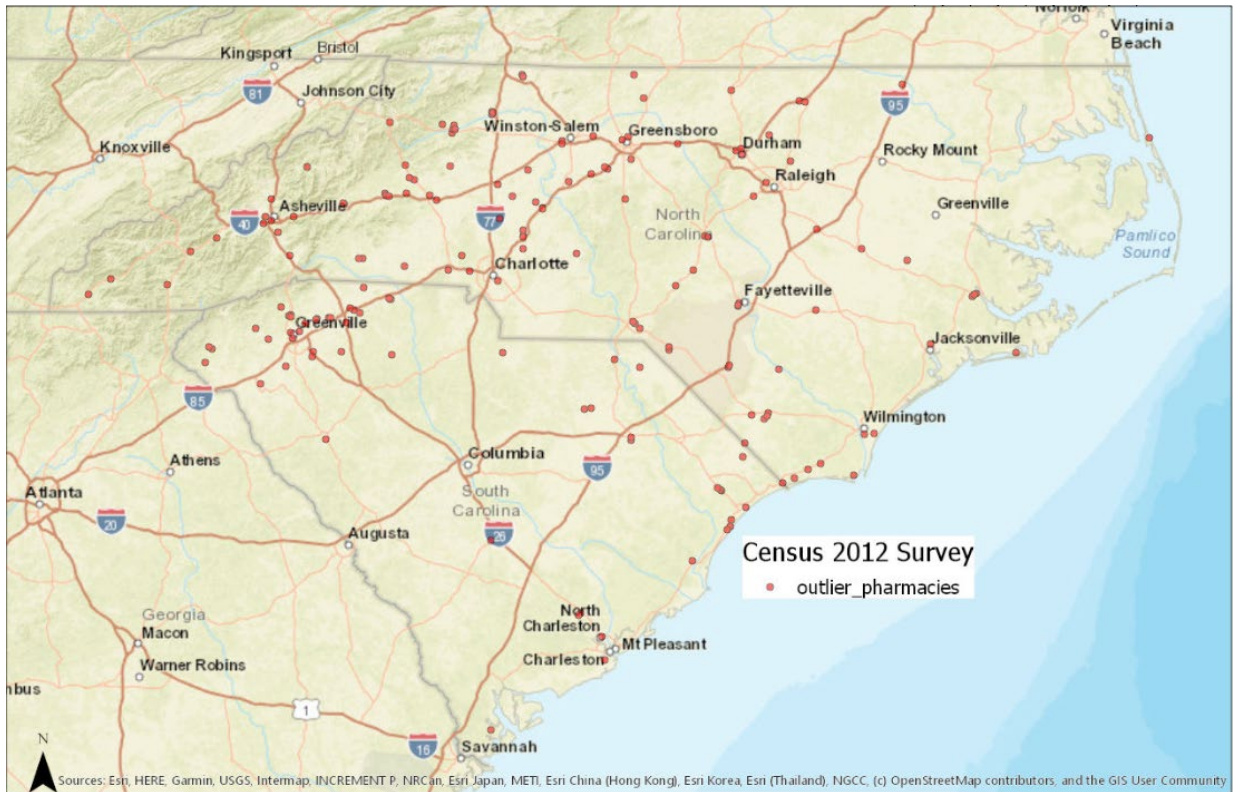 Norfolk
Virginia
Beach
Kingsport
Bristol
81
Johnson City
95
Winston-Salem
Greensboro
Durham
Knoxville
Rocky Mount
Raleigh
Asheville
40
77
North
Carolina
Greenville
Pamlico
Sound
Charlotte
Fayetteville
Greenville
Jacksonville
85
Wilmington
Athens
Columbia
95
Atlanta
South
Carolina
20
Augusta
26
Census 2012 Survey
outlier_pharmacies
Georgia
Macon
North
Charleston
Mt Pleasant
Warner Robins
Charleston
nbus
1
16
Savannah
N
Sources: Esri, HERE, Garmin, USGS, Intermap, INCREMENT P, NRCan, Esri Japan, METI, Esri China (Hong Kong), Esri Korea, Esri (Thailand), NGCC, (c) OpenStreetMap contributors, and the GIS User Community